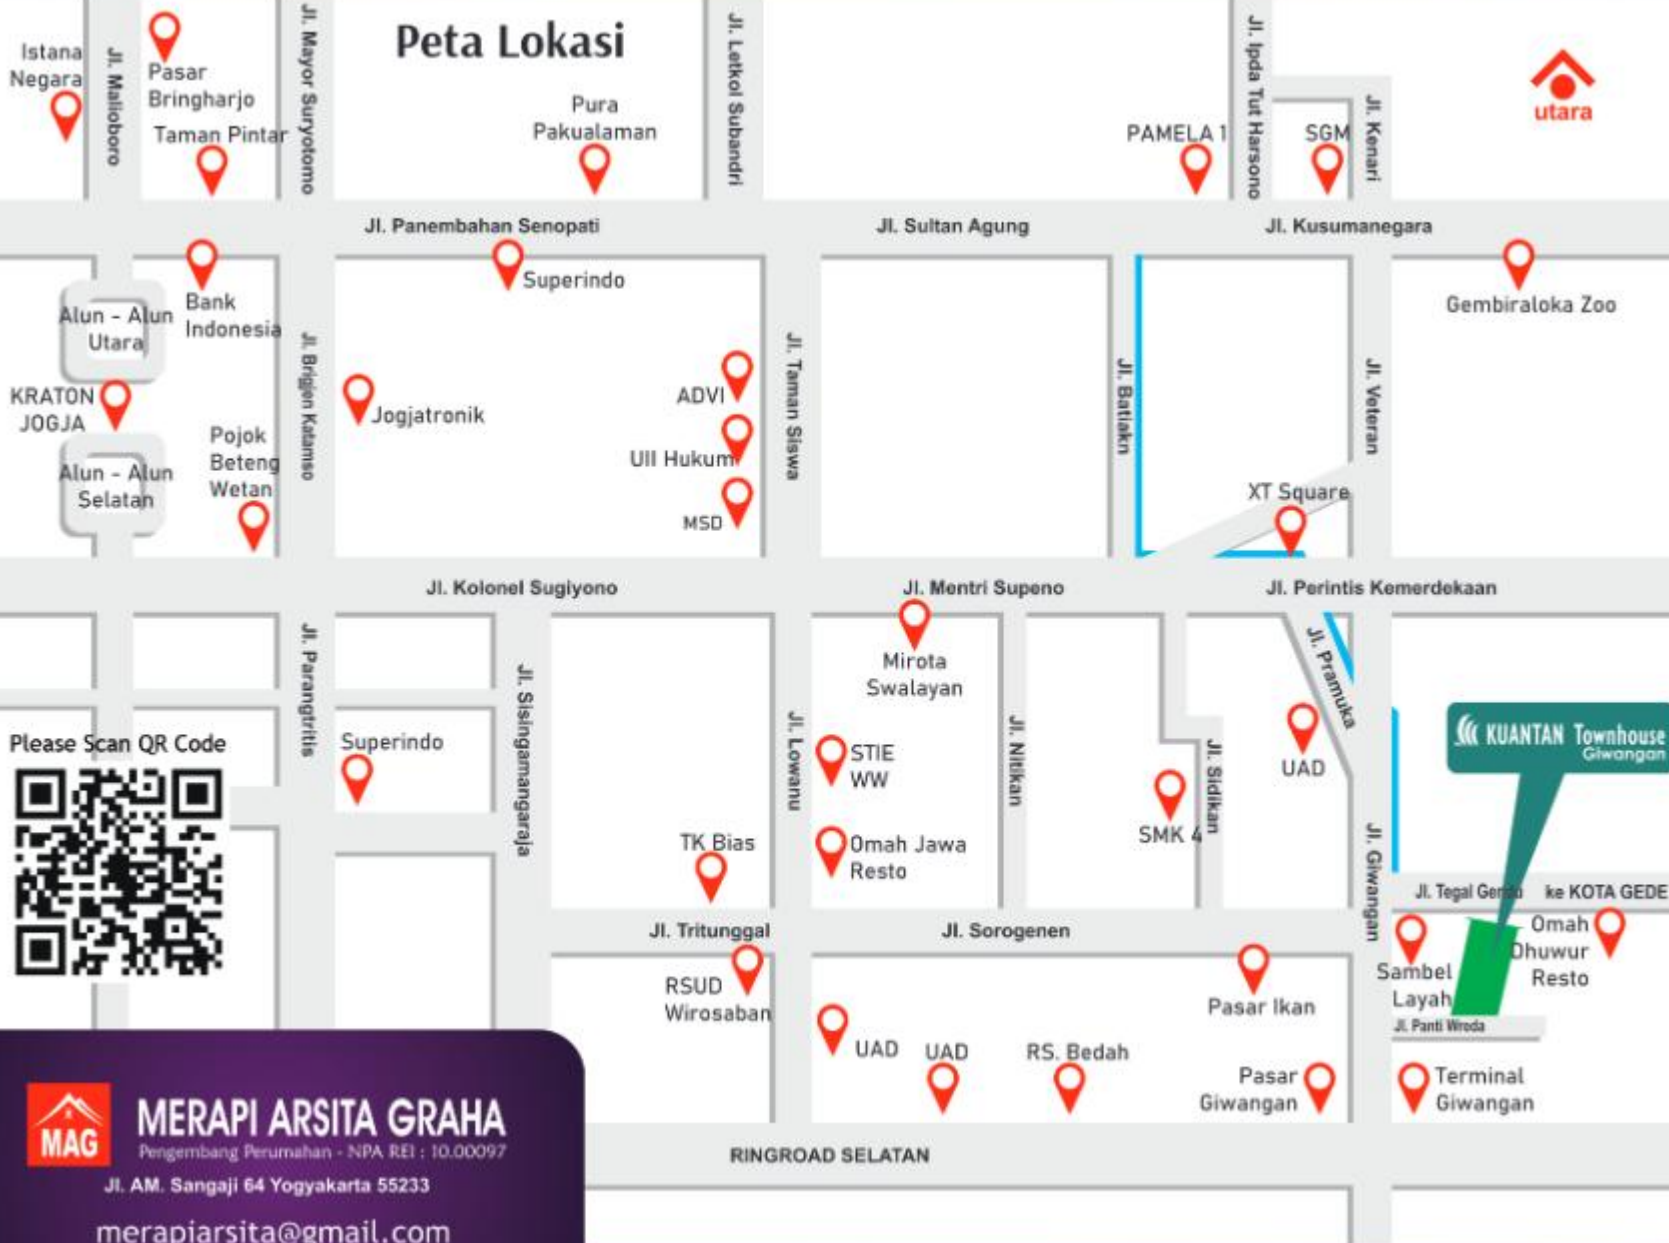 Peta Lokasi
utara
Istana
Negara
Jl. Malioboro
Pasar
Bringharjo
Taman Pintar
Jl. Mayor Suryotomo
Pura
Pakualaman
Jl. Letkol Subandri
PAMELA 1
Jl. Ipda Tut Harsono
SGM
Jl. Kenari
Jl. Panembahan Senopati
Jl. Sultan Agung
Jl. Kusumanegara
Alun - Alun
Utara
Bank
Indonesia
Superindo
Gembiraloka Zoo
KRATON
JOGJA
Jl. Brigjen Katamso
Jogjatronik
ADVI
UII Hukum
MSD
Jl. Taman Siswa
Jl. Batiakn
Jl. Veteran
Alun - Alun
Selatan
Pojok
Beteng
Wetan
XT Square
Jl. Kolonel Sugiyono
Jl. Mentri Supeno
Jl. Perintis Kemerdekaan
Jl. Parangtritis
Jl. Sisingamangaraja
Mirota
Swalayan
Jl. Pramuka
Please Scan QR Code
Superindo
Jl. Lowanu
STIE
WW
Jl. Nitikan
Jl. Sidikan
UAD
KUANTAN Townhouse
Giwangan
SMK 4
TK Bias
Omah Jawa
Resto
Jl. Giwangan
Jl. Tegal Gendu
ke KOTA GEDE
Jl. Tritunggal
Jl. Sorogenen
Omah
Dhuwur
Resto
Sambel
Layah
RSUD
Wirosaban
Pasar Ikan
Jl. Panti Wreda
UAD
UAD
RS. Bedah
Pasar
Giwangan
Terminal
Giwangan
RINGROAD SELATAN
MAG
MERAPI ARSITA GRAHA
Pengembang Perumahan - NPA REI : 10.00097
Jl. AM. Sangaji 64 Yogyakarta 55233
merapiarsita@gmail.com